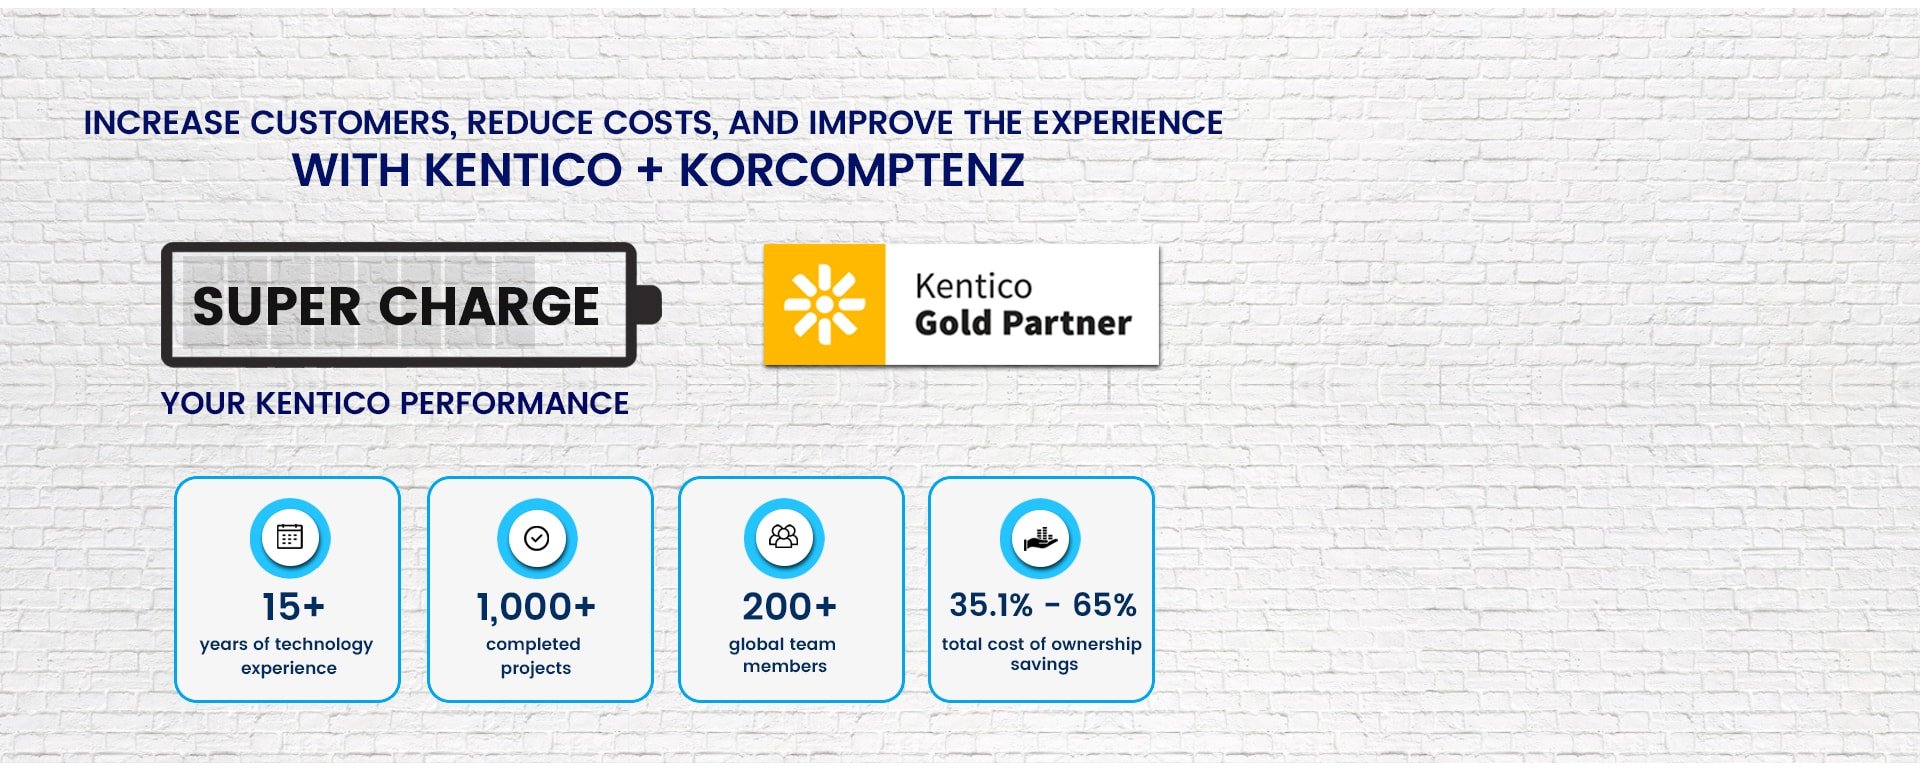 INCREASE CUSTOMERS, REDUCE COSTS, AND IMPROVE THE EXPERIENCE
WITH KENTICO + KORCOMPTENZ
SUPER CHARGE
YOUR KENTICO PERFORMANCE
Kentico
Gold Partner
15+
years of technology
experience
1,000+
completed
projects
200+
global team
members
35.1% - 65%
total cost of ownership
savings